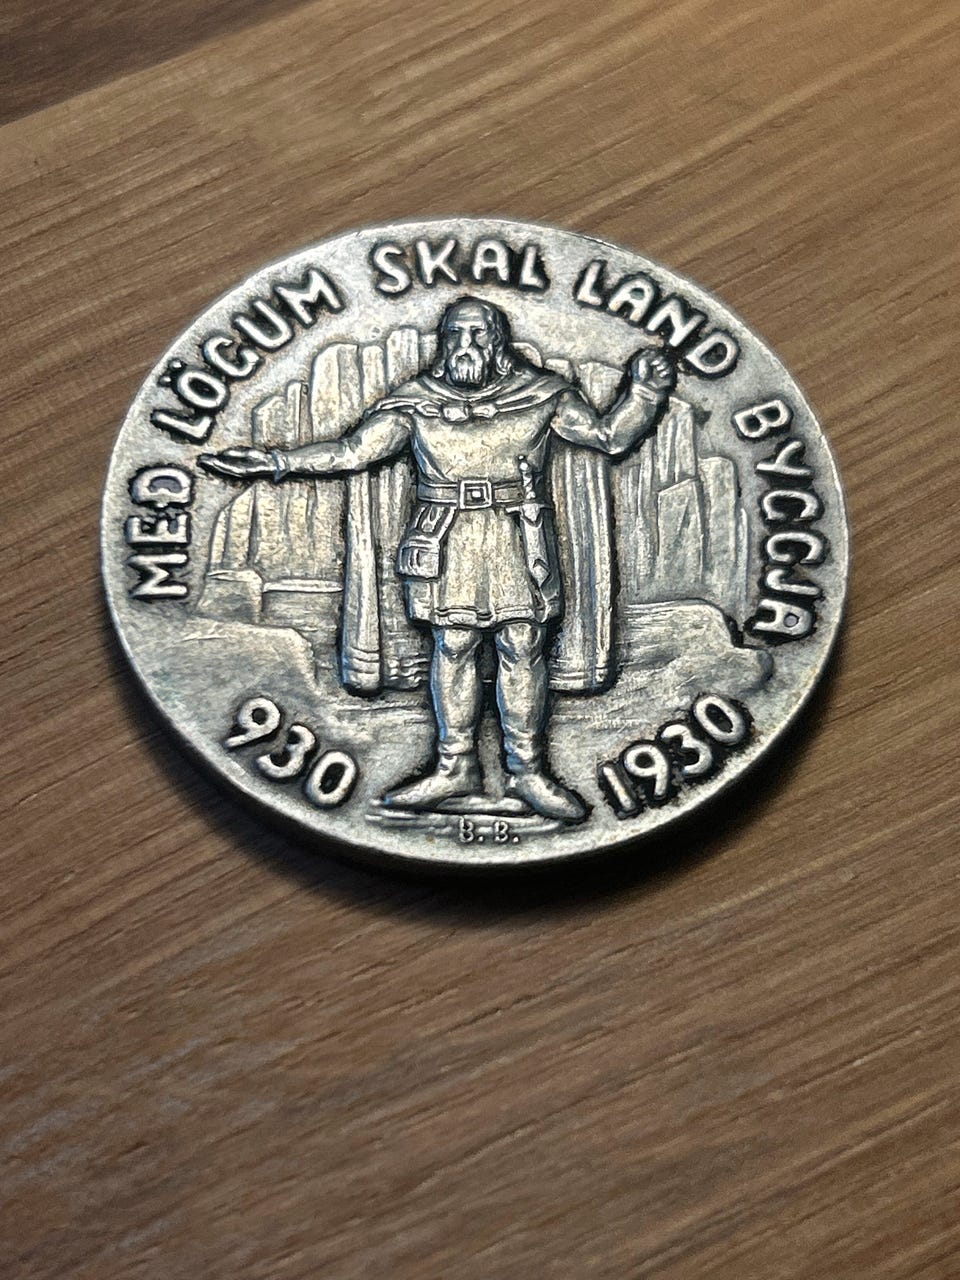 MEÐ LÖGUM SKAL LAND BYGGJA
930 1930
B. B.